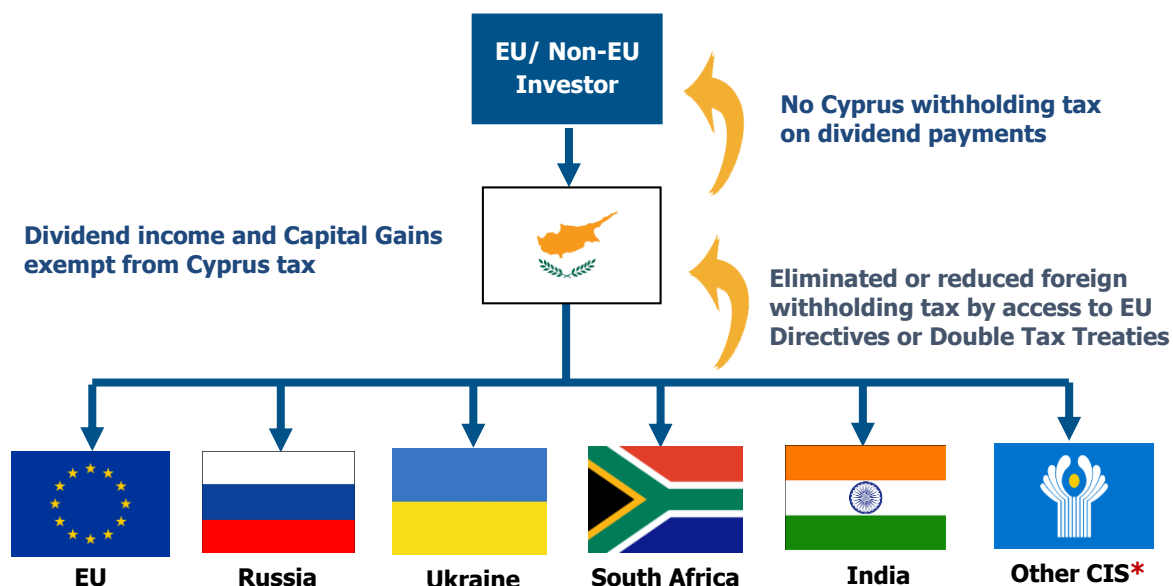 EU/ Non-EU
Investor
No Cyprus withholding tax
on dividend payments
Dividend income and Capital Gains
exempt from Cyprus tax
Eliminated or reduced foreign
withholding tax by access to EU
Directives or Double Tax Treaties
EU
Russia
Ukraine
South Africa
India
Other CIS*